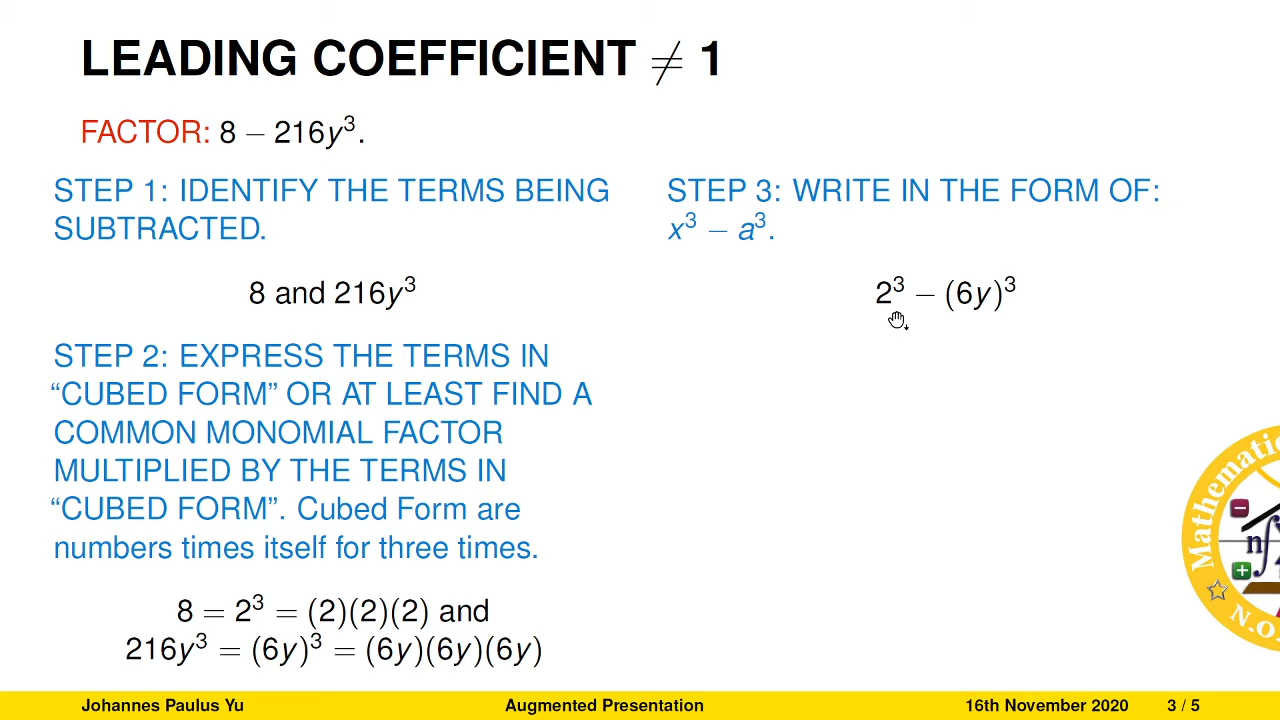 LEADING COEFFICIENT ≠ 1
FACTOR: 8 − 216y³.
STEP 1: IDENTIFY THE TERMS BEING
SUBTRACTED.
8 and 216y³
STEP 2: EXPRESS THE TERMS IN
“CUBED FORM” OR AT LEAST FIND A
COMMON MONOMIAL FACTOR
MULTIPLIED BY THE TERMS IN
“CUBED FORM”. Cubed Form are
numbers times itself for three times.
8 = 2³ = (2)(2)(2) and
216y³ = (6y)³ = (6y)(6y)(6y)
STEP 3: WRITE IN THE FORM OF:
x³ − a³.
2³ − (6y)³
Mathematic
N.O
Johannes Paulus Yu Augmented Presentation 16th November 2020 3 / 5